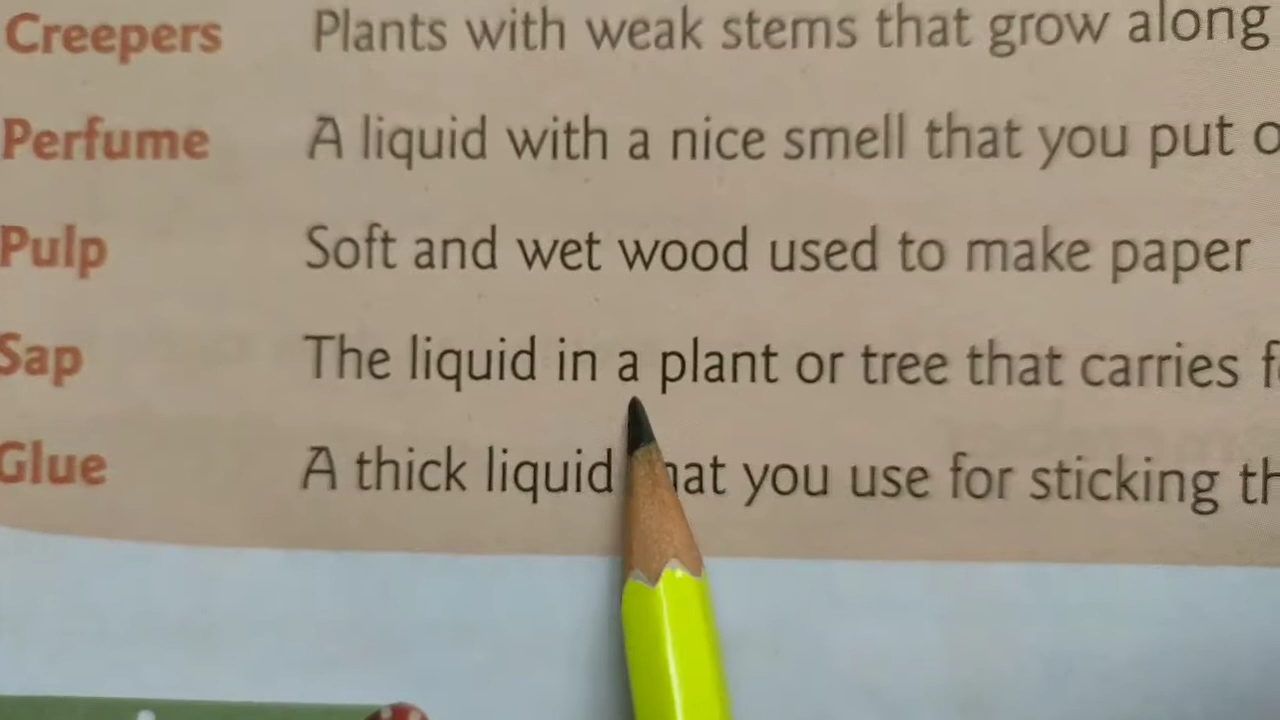 Creepers Plants with weak stems that grow along
Perfume A liquid with a nice smell that you put
Pulp Soft and wet wood used to make paper
Sap The liquid in a plant or tree that carries
Glue A thick liquid you use for sticking